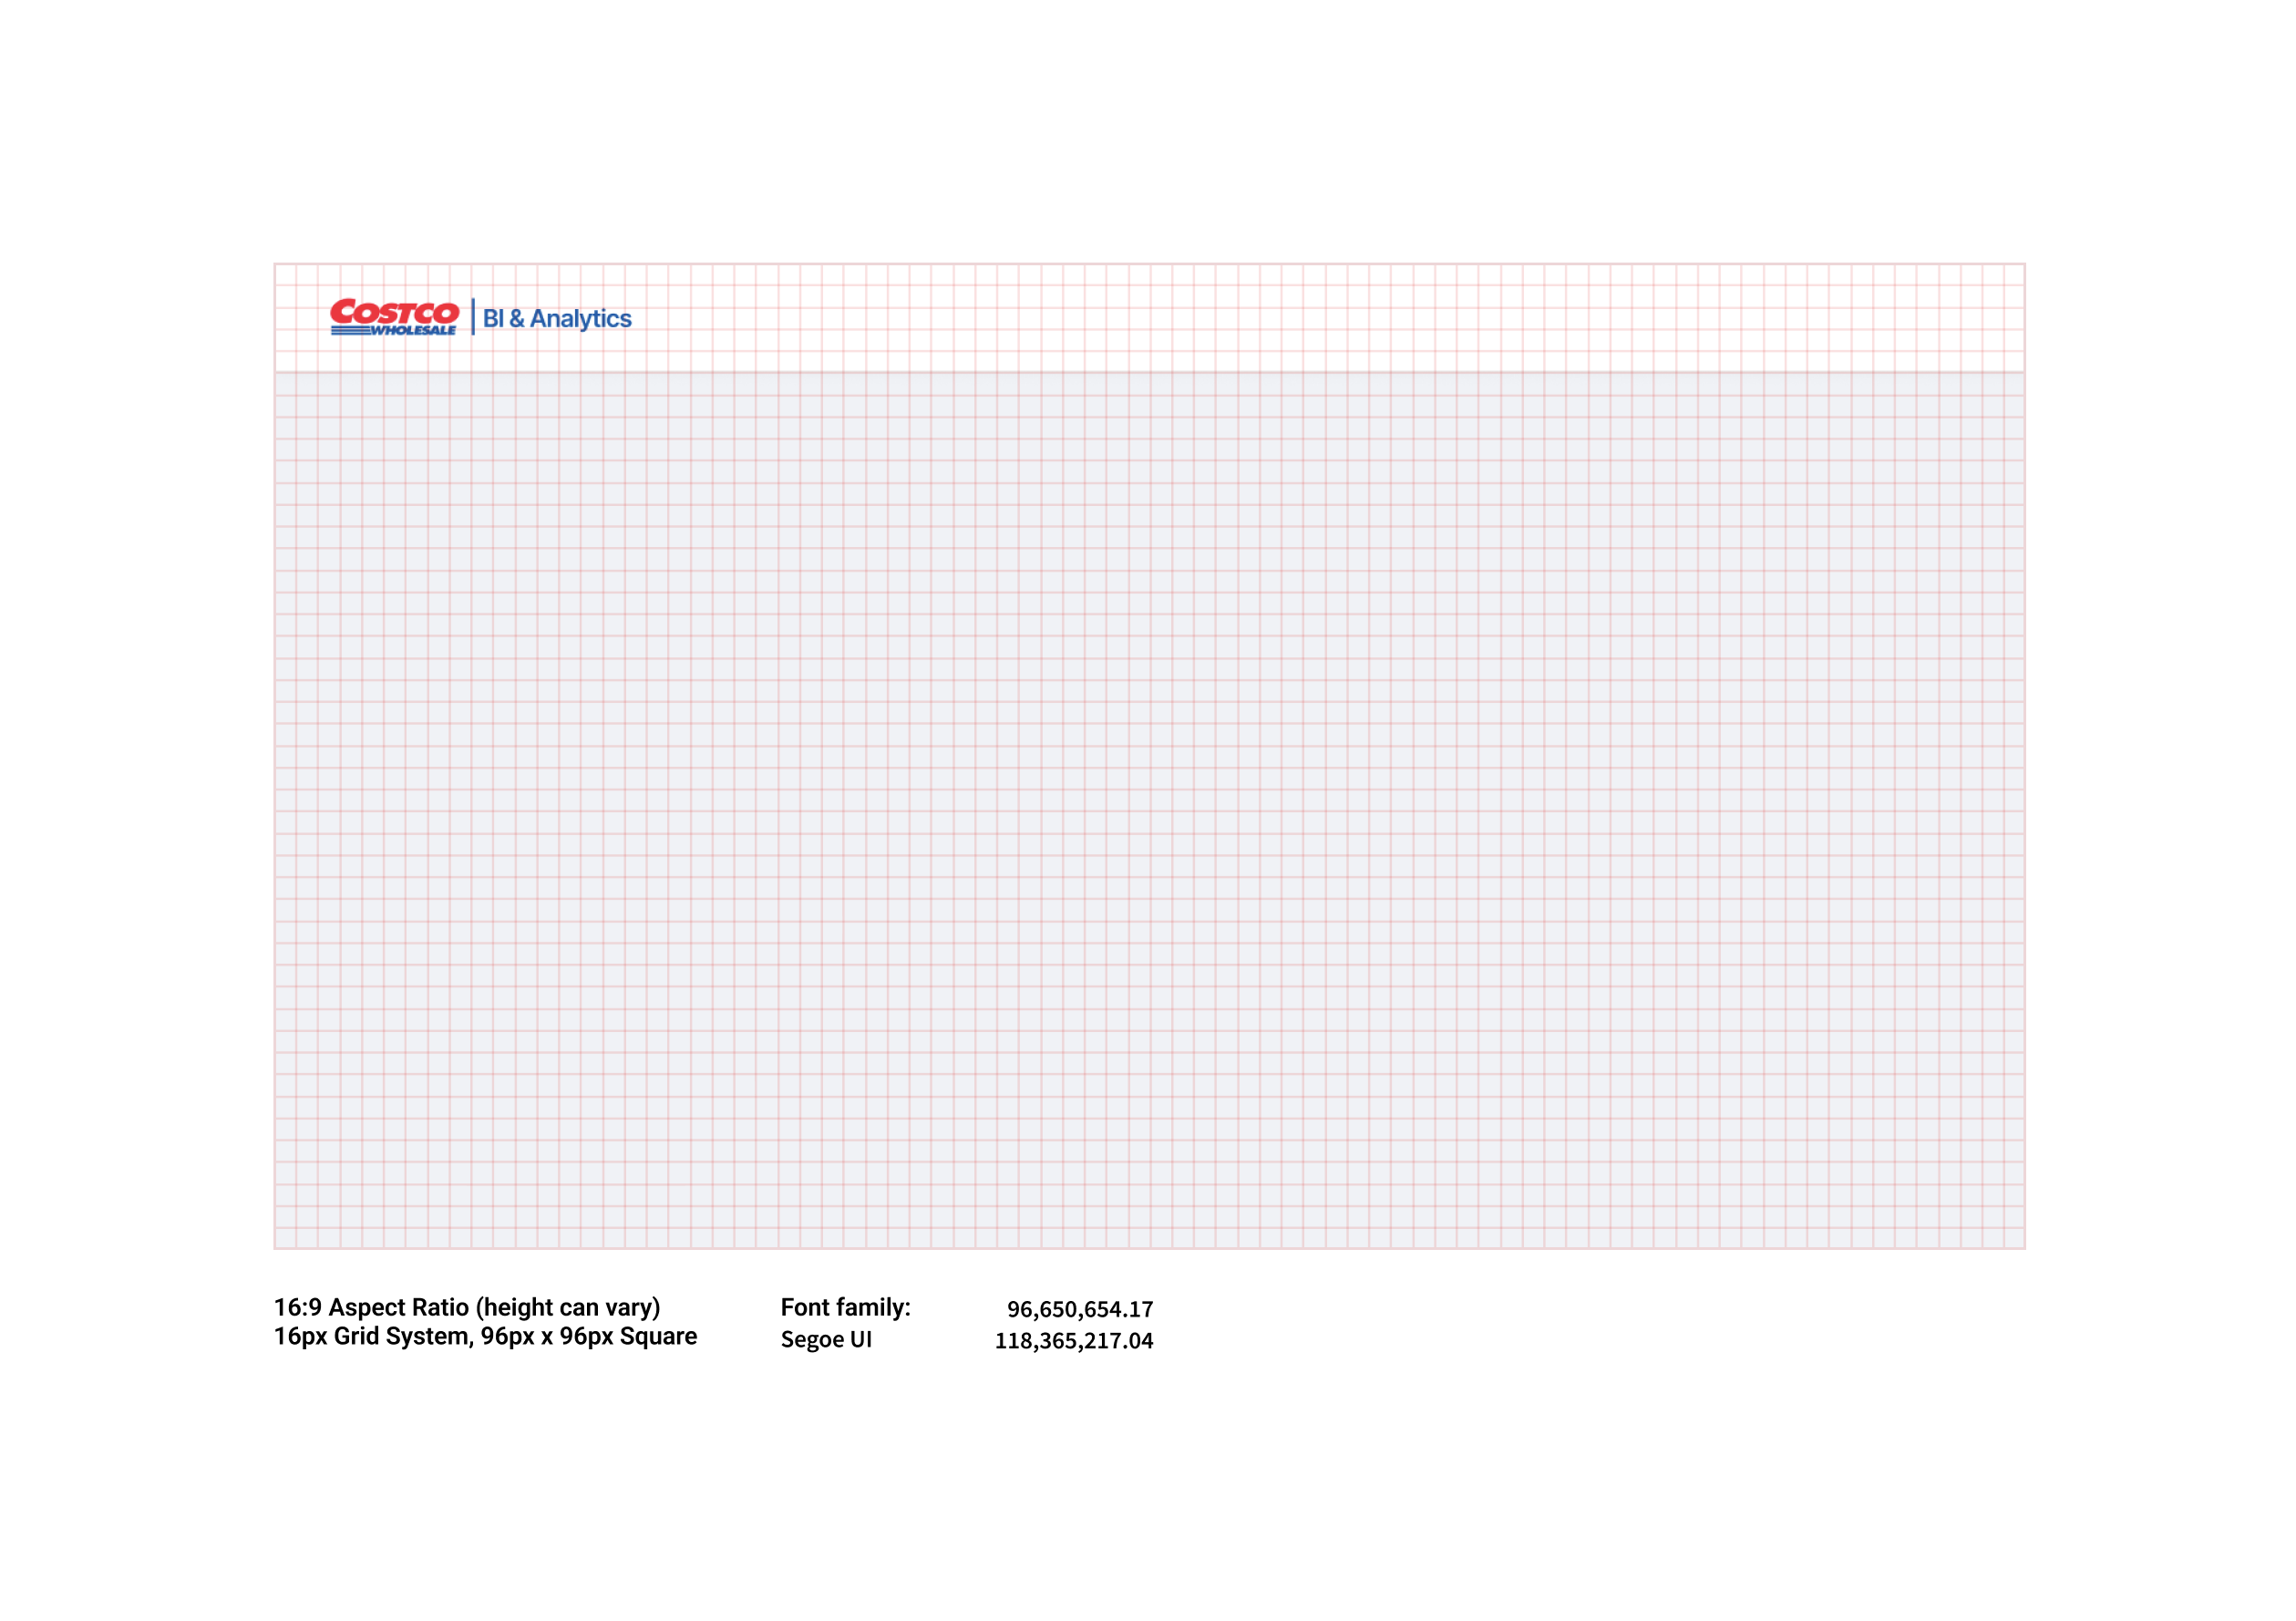 COSTCO
WHOLESALE
BI & Analytics
16:9 Aspect Ratio (height can vary)
16px Grid System, 96px x 96px Square
Font family:
Segoe UI
96,650,654.17
118,365,217.04